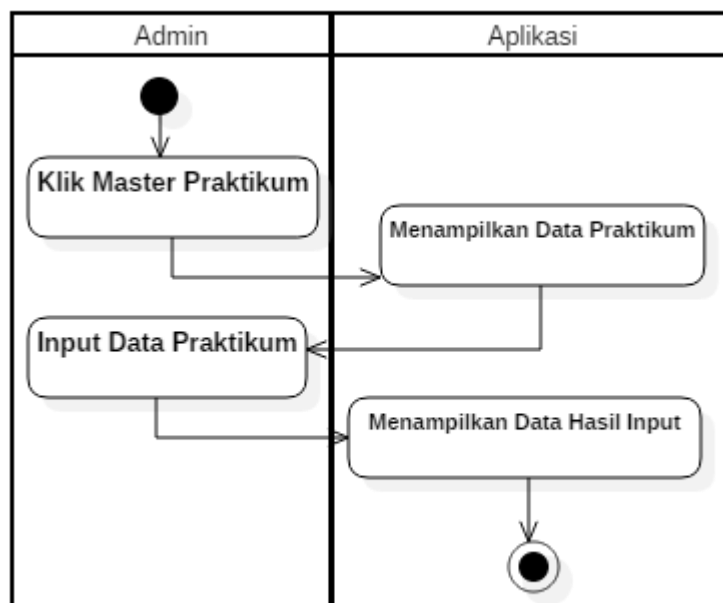 Admin
Aplikasi
Klik Master Praktikum
Menampilkan Data Praktikum
Input Data Praktikum
Menampilkan Data Hasil Input